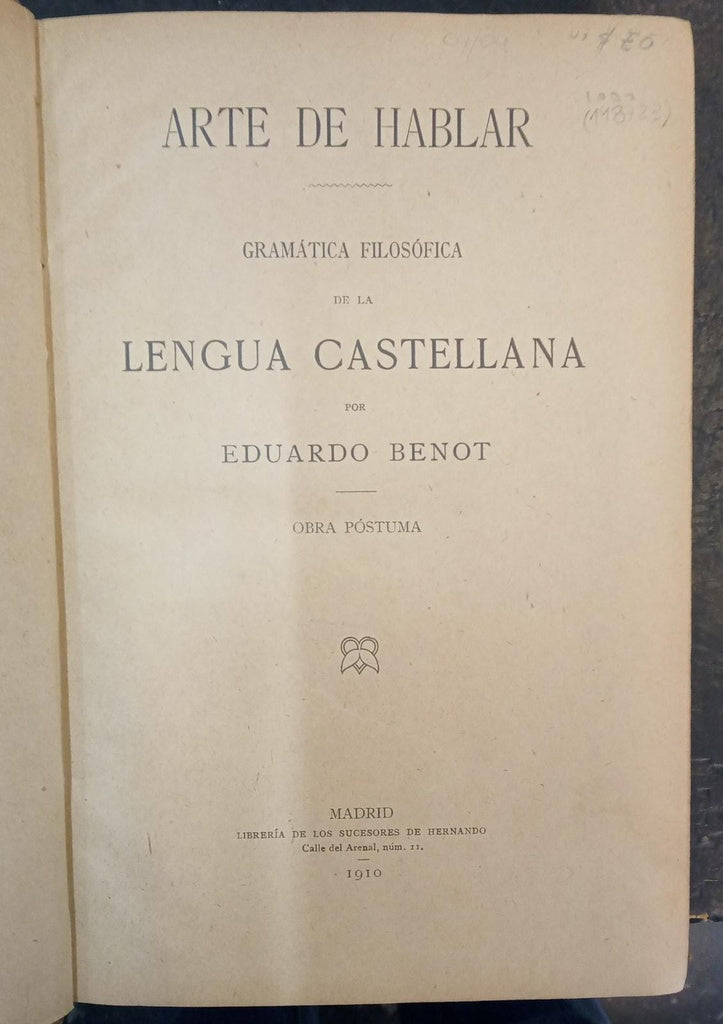 ARTE DE HABLAR
GRAMÁTICA FILOSÓFICA
DE LA
LENGUA CASTELLANA
POR
EDUARDO BENOT
OBRA PÓSTUMA
MADRID
LIBRERÍA DE LOS SUCESORES DE HERNANDO
Calle del Arenal, núm. 11.
1910